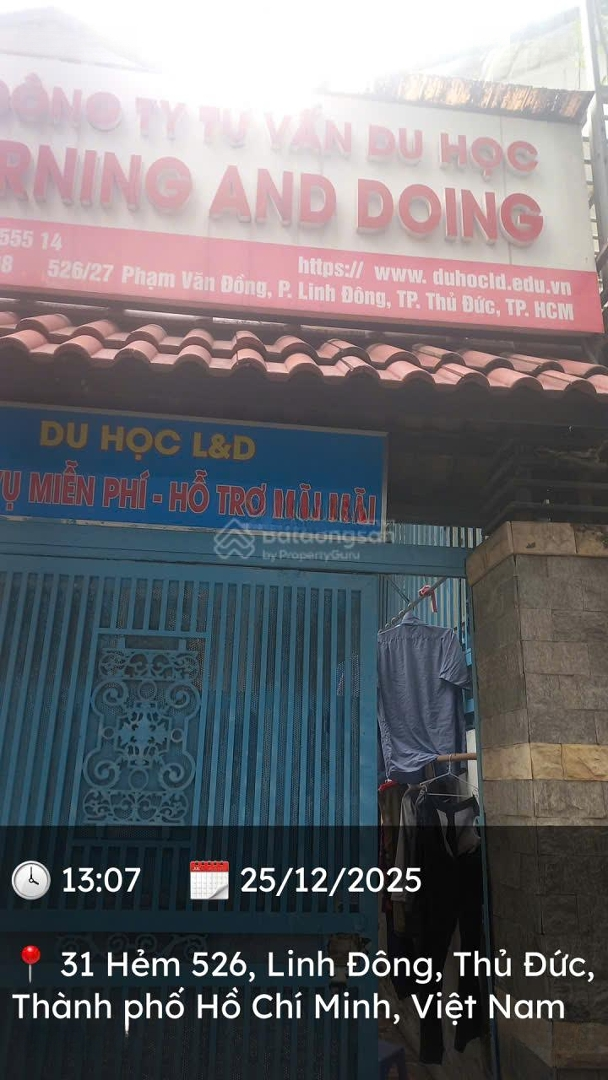 CÔNG TY TƯ VẤN DU HỌC
RNING AND DOING
555 14
8 526/27 Phạm Văn Đồng, P. Linh Đông, TP. Thủ Đức, TP. HCM
https:// www. duhocld.edu.vn
DU HỌC L&D
VỤ MIỄN PHÍ - HỖ TRỢ MÃI MÃI
Batdongsan
by PropertyGuru
13:07 25/12/2025
31 Hẻm 526, Linh Đông, Thủ Đức,
Thành phố Hồ Chí Minh, Việt Nam